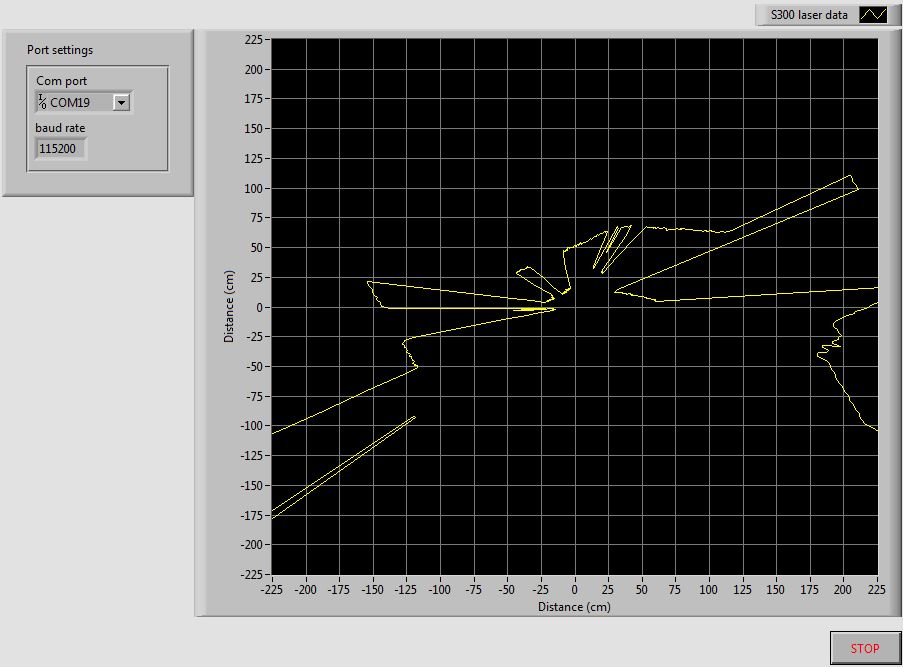 S300 laser data
Port settings
Com port
I/O COM19
baud rate
115200
225
200
175
150
125
100
75
50
25
0
-25
-50
-75
-100
-125
-150
-175
-200
-225
Distance (cm)
-225 -200 -175 -150 -125 -100 -75 -50 -25 0 25 50 75 100 125 150 175 200 225
Distance (cm)
STOP